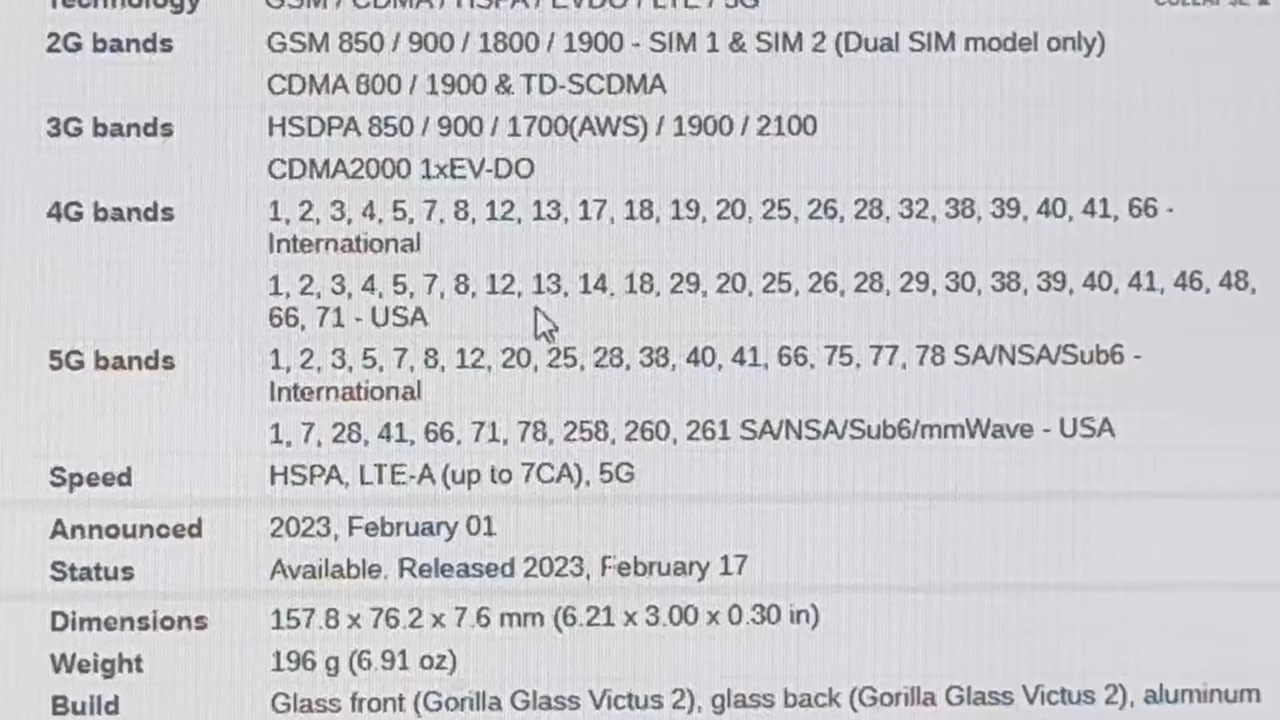 Technology GSM / CDMA / HSPA / EVDO / LTE / 5G
2G bands GSM 850 / 900 / 1800 / 1900 - SIM 1 & SIM 2 (Dual SIM model only)
CDMA 800 / 1900 & TD-SCDMA
3G bands HSDPA 850 / 900 / 1700(AWS) / 1900 / 2100
CDMA2000 1xEV-DO
4G bands 1, 2, 3, 4, 5, 7, 8, 12, 13, 17, 18, 19, 20, 25, 26, 28, 32, 38, 39, 40, 41, 66 -
International
1, 2, 3, 4, 5, 7, 8, 12, 13, 14, 18, 29, 20, 25, 26, 28, 29, 30, 38, 39, 40, 41, 46, 48,
66, 71 - USA
5G bands 1, 2, 3, 5, 7, 8, 12, 20, 25, 28, 38, 40, 41, 66, 75, 77, 78 SA/NSA/Sub6 -
International
1, 7, 28, 41, 66, 71, 78, 258, 260, 261 SA/NSA/Sub6/mmWave - USA
Speed HSPA, LTE-A (up to 7CA), 5G
Announced 2023, February 01
Status Available. Released 2023, February 17
Dimensions 157.8 x 76.2 x 7.6 mm (6.21 x 3.00 x 0.30 in)
Weight 196 g (6.91 oz)
Build Glass front (Gorilla Glass Victus 2), glass back (Gorilla Glass Victus 2), aluminum